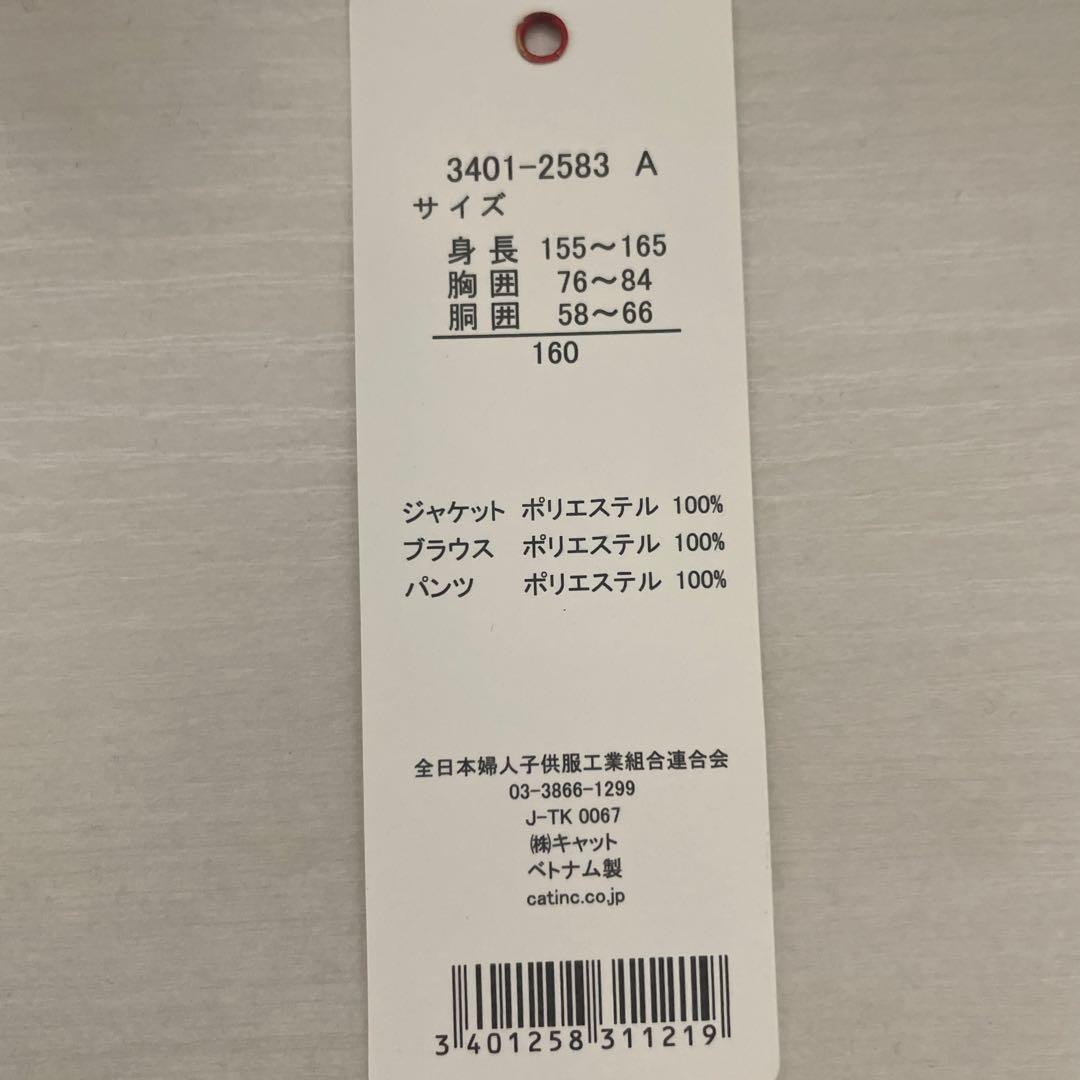 3401-2583 A
サイズ
身長 155～165
胸囲 76～84
胴囲 58～66
160
ジャケット ポリエステル 100%
ブラウス ポリエステル 100%
パンツ ポリエステル 100%
全日本婦人子供服工業組合連合会
03-3866-1299
J-TK 0067
㈱キャット
ベトナム製
catinc.co.jp
3 401258 311219